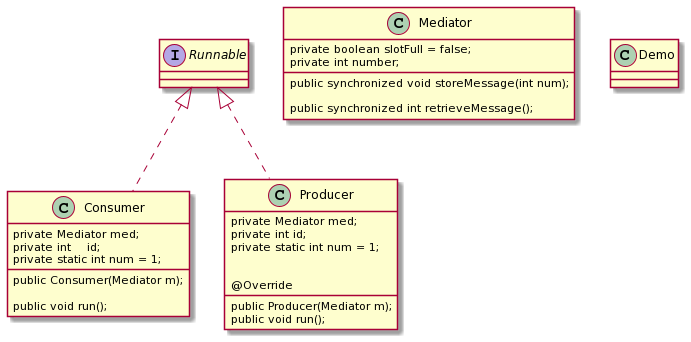 C Mediator
private boolean slotFull = false;
private int number;
public synchronized void storeMessage(int num);
public synchronized int retrieveMessage();
I Runnable
C Demo
C Consumer
private Mediator med;
private int    id;
private static int num = 1;
public Consumer(Mediator m);
public void run();
C Producer
private Mediator med;
private int id;
private static int num = 1;
@Override
public Producer(Mediator m);
public void run();